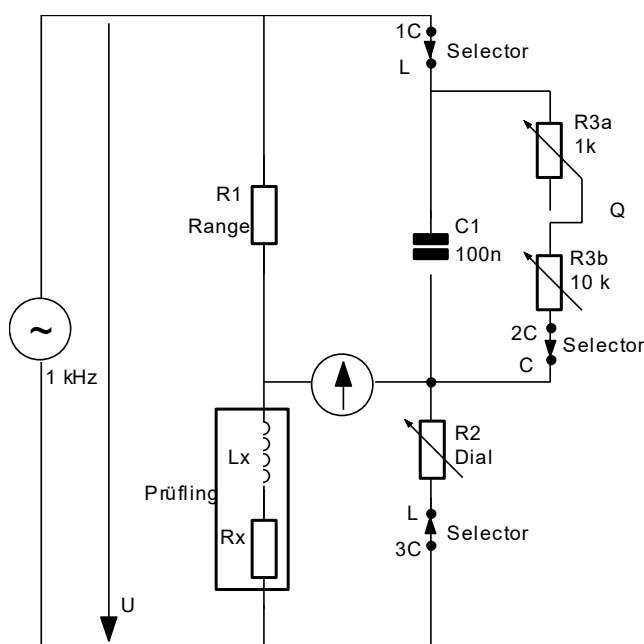 1C
Selector
L
R3a
1k
R1
Range
Q
C1
100n
R3b
10 k
~
2C
Selector
C
1 kHz
R2
Dial
Lx
Prüfling
L
Selector
3C
Rx
U